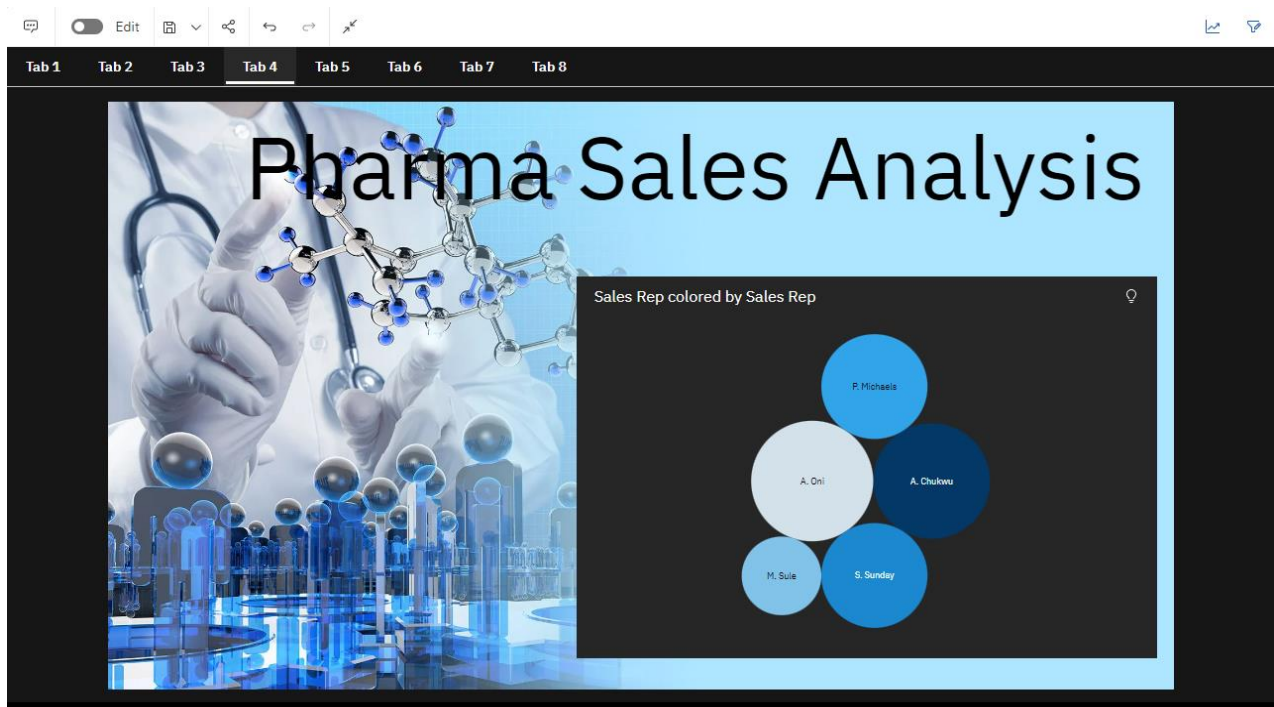 Edit
Tab 1 Tab 2 Tab 3 Tab 4 Tab 5 Tab 6 Tab 7 Tab 8
Pharma Sales Analysis
Sales Rep colored by Sales Rep
P. Michaels
A. Oni
A. Chukwu
M. Sule
S. Sunday